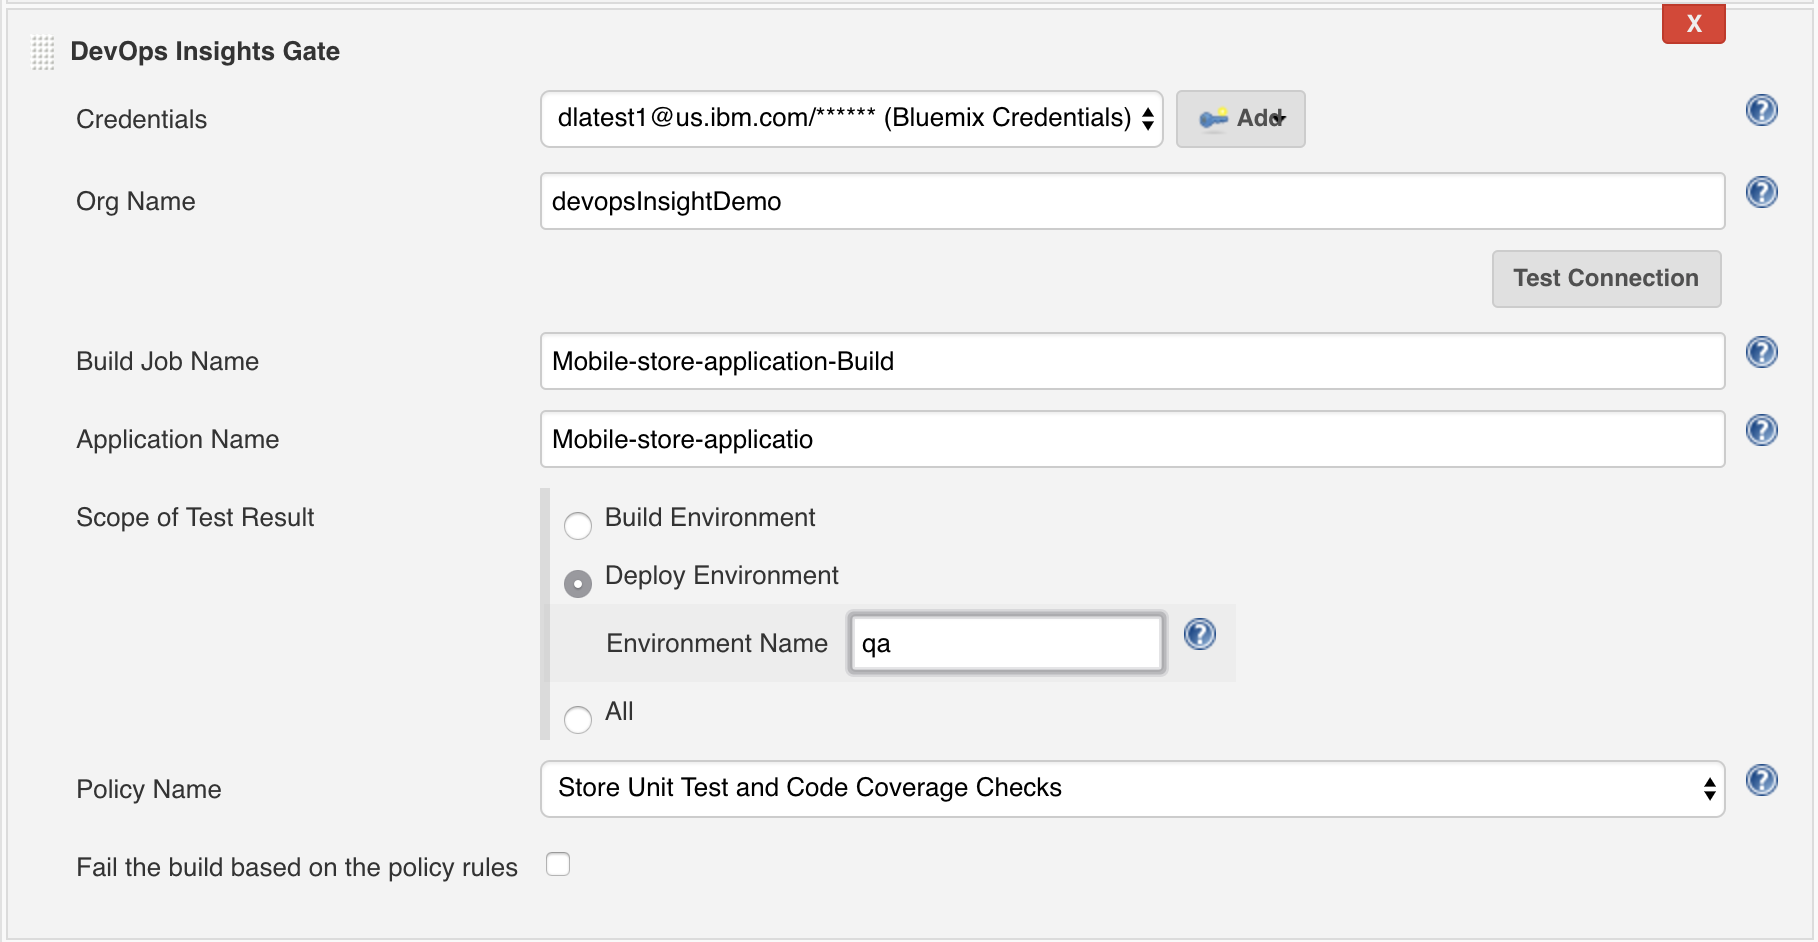 X
DevOps Insights Gate
Credentials
dlatest1@us.ibm.com/****** (Bluemix Credentials)
Add
Org Name
devopsInsightDemo
Test Connection
Build Job Name
Mobile-store-application-Build
Application Name
Mobile-store-applicatio
Scope of Test Result
Build Environment
Deploy Environment
Environment Name
qa
All
Policy Name
Store Unit Test and Code Coverage Checks
Fail the build based on the policy rules